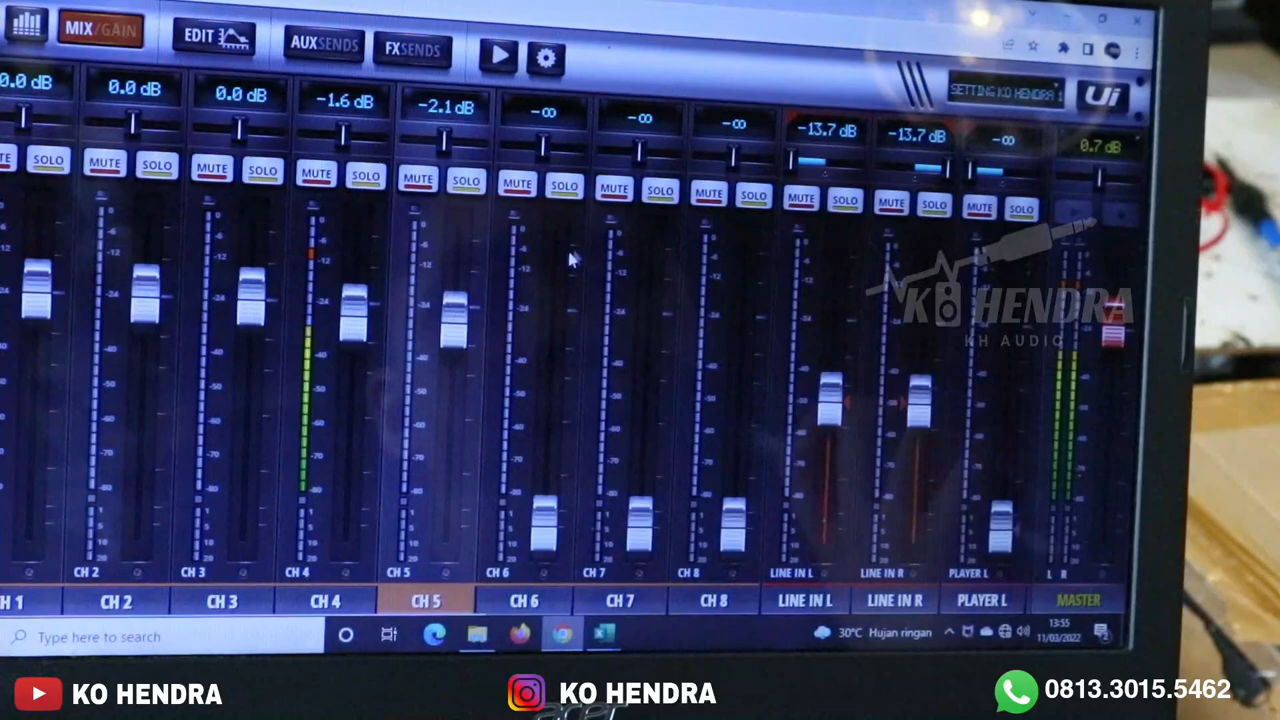 MIX/GAIN EDIT AUXSENDS FXSENDS
SETTING KO HENDRA 1 Ui
0.0 dB 0.0 dB 0.0 dB -1.6 dB -2.1 dB -∞ -∞ -∞ -13.7 dB -13.7 dB -∞ 0.7 dB
SOLO MUTE SOLO MUTE SOLO MUTE SOLO MUTE SOLO MUTE SOLO MUTE SOLO MUTE SOLO MUTE SOLO MUTE SOLO MUTE SOLO
KO HENDRA
KH AUDIO
CH 2 CH 3 CH 4 CH 5 CH 6 CH 7 CH 8 LINE IN L LINE IN R PLAYER L L R
H 1 CH 2 CH 3 CH 4 CH 5 CH 6 CH 7 CH 8 LINE IN L LINE IN R PLAYER L MASTER
Type here to search 30°C Hujan ringan 13:55
11/03/2022
KO HENDRA KO HENDRA 0813.3015.5462
acer